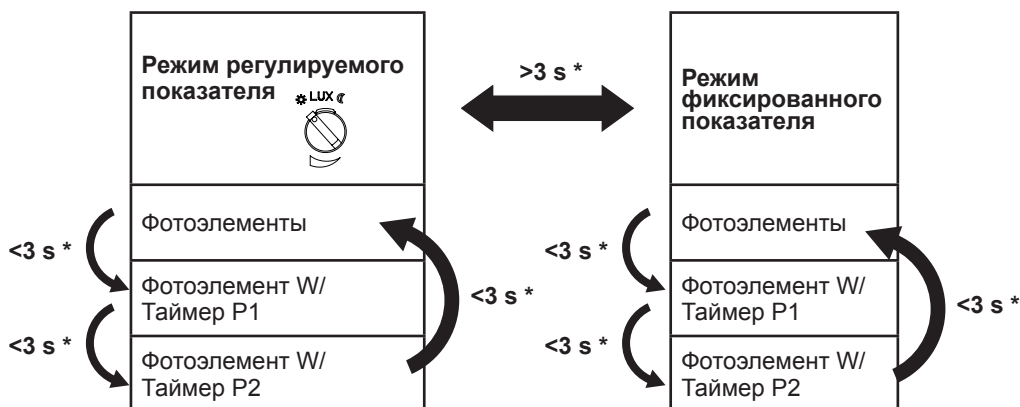 Режим регулируемого
показателя
LUX
>3 s *
Режим
фиксированного
показателя
Фотоэлементы
<3 s *
Фотоэлемент W/
Таймер P1
<3 s *
<3 s *
Фотоэлемент W/
Таймер P2
Фотоэлементы
<3 s *
Фотоэлемент W/
Таймер P1
<3 s *
<3 s *
Фотоэлемент W/
Таймер P2